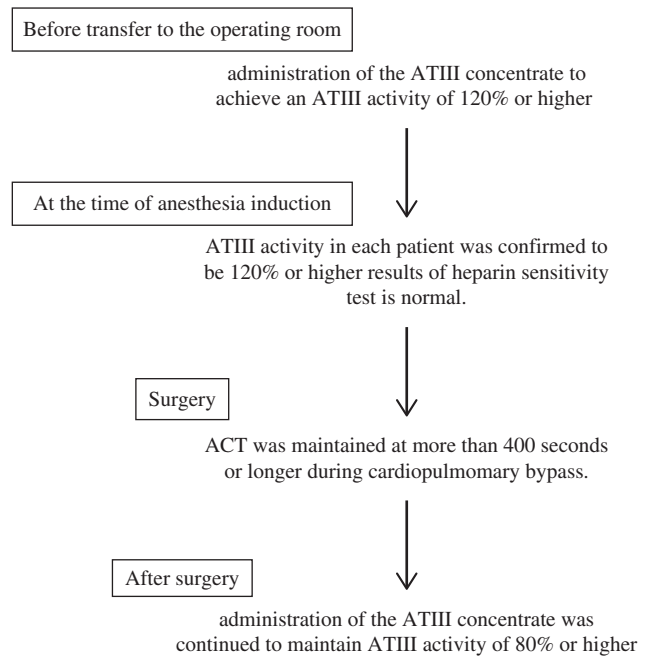 Before transfer to the operating room
administration of the ATIII concentrate to
achieve an ATIII activity of 120% or higher
At the time of anesthesia induction
ATIII activity in each patient was confirmed to
be 120% or higher results of heparin sensitivity
test is normal.
Surgery
ACT was maintained at more than 400 seconds
or longer during cardiopulmomary bypass.
After surgery
administration of the ATIII concentrate was
continued to maintain ATIII activity of 80% or higher